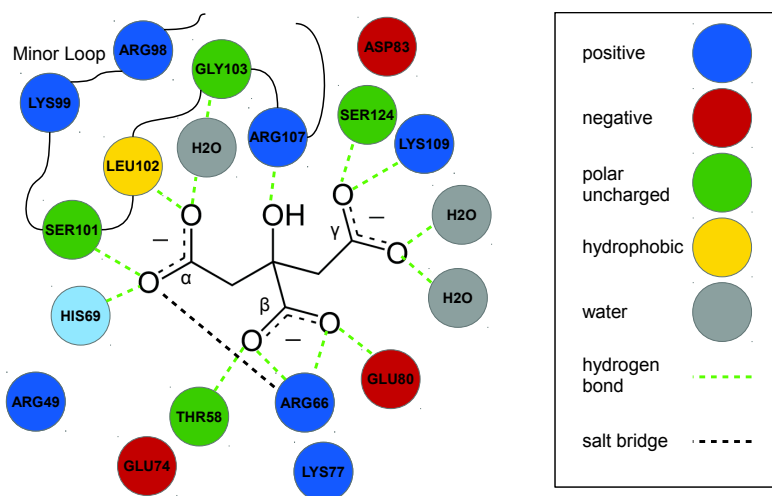 Minor Loop
ARG98
ASP83
GLY103
LYS99
SER124
ARG107
LYS109
H2O
LEU102
O
OH
O
H2O
–
–
SER101
γ
O
α
O
H2O
HIS69
β
O
O
–
GLU80
ARG49
THR58
ARG66
GLU74
LYS77
positive
negative
polar
uncharged
hydrophobic
water
hydrogen
bond
salt bridge